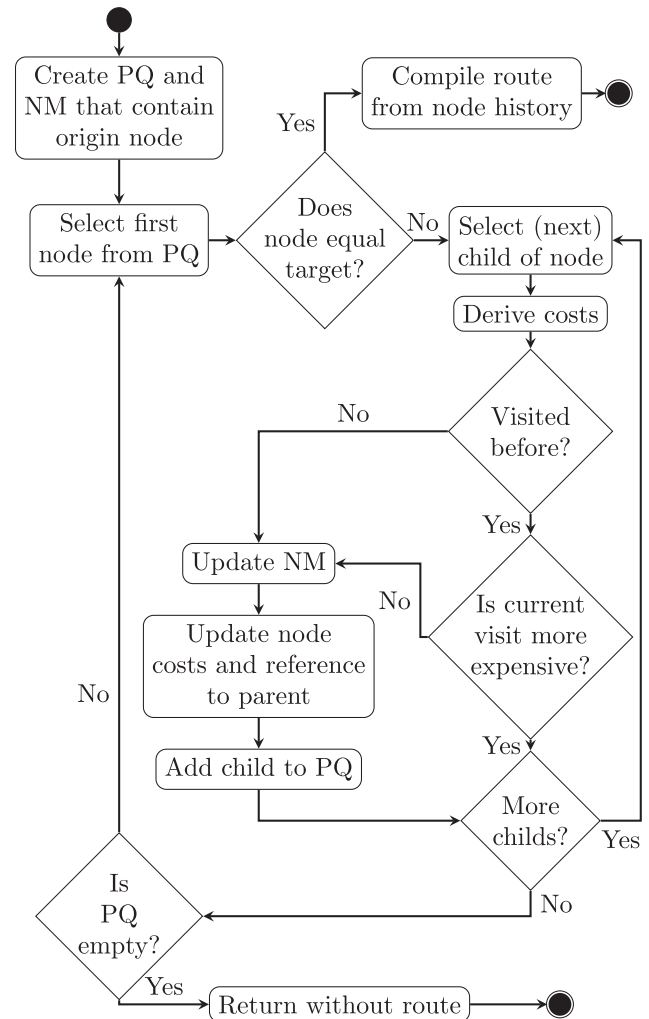 Create PQ and
NM that contain
origin node
Compile route
from node history
Yes
Select first
node from PQ
Does
node equal
target?
No
Select (next)
child of node
Derive costs
Visited
before?
No
Yes
Update NM
Is current
visit more
expensive?
No
Update node
costs and reference
to parent
No
Yes
Add child to PQ
More
childs?
Yes
No
Is
PQ
empty?
Yes
Return without route